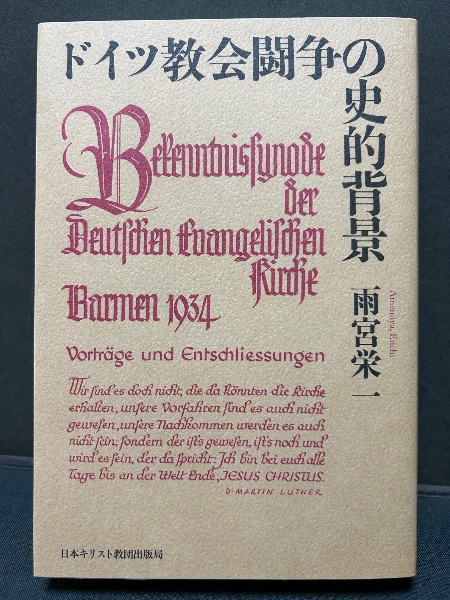 ドイツ教会闘争の史的背景
雨宮栄一
Amamiya, Eiichi
Bekenntnissynode
der
Deutschen Evangelischen
Kirche
Barmen 1934
Vorträge und Entschliessungen
Wir sind es doch nicht, die da könnten die Kirche
erhalten, unsere Vorfahren sind es auch nicht
gewesen, unsere Nachkommen werden es auch
nicht sein; sondern der ist's gewesen, ist's noch und
wird es sein, der da spricht: Ich bin bei euch alle
Tage bis an der Welt Ende, JESUS CHRISTUS.
D. MARTIN LUTHER.
日本キリスト教団出版局